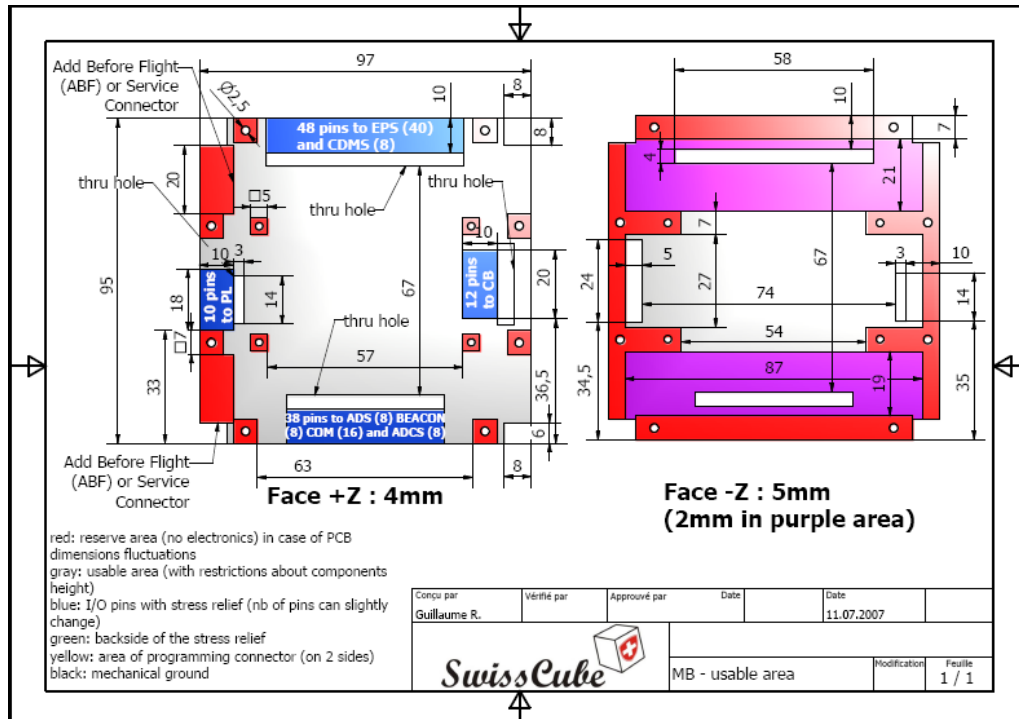 Add Before Flight
(ABF) or Service
Connector
97
8
58
Ø2,5
10
10
48 pins to EPS (40)
and CDMS (8)
8
7
4
21
20
thru hole
thru hole
thru hole
□5
7
10
3
10
5
3
10
95
18
10 pins
to PL
14
67
12 pins
to CB
20
24
27
67
74
14
thru hole
□7
57
54
33
36,5
34,5
87
19
35
38 pins to ADS (8) BEACON
(8) COM (16) and ADCS (8)
6
Add Before Flight
(ABF) or Service
Connector
63
8
Face +Z : 4mm
Face -Z : 5mm
(2mm in purple area)
red: reserve area (no electronics) in case of PCB
dimensions fluctuations
gray: usable area (with restrictions about components
height)
blue: I/O pins with stress relief (nb of pins can slightly
change)
green: backside of the stress relief
yellow: area of programming connector (on 2 sides)
black: mechanical ground
Conçu par
Vérifié par
Approuvé par
Date
Date
Guillaume R.
11.07.2007
SwissCube
MB - usable area
Modification
Feuille
1 / 1